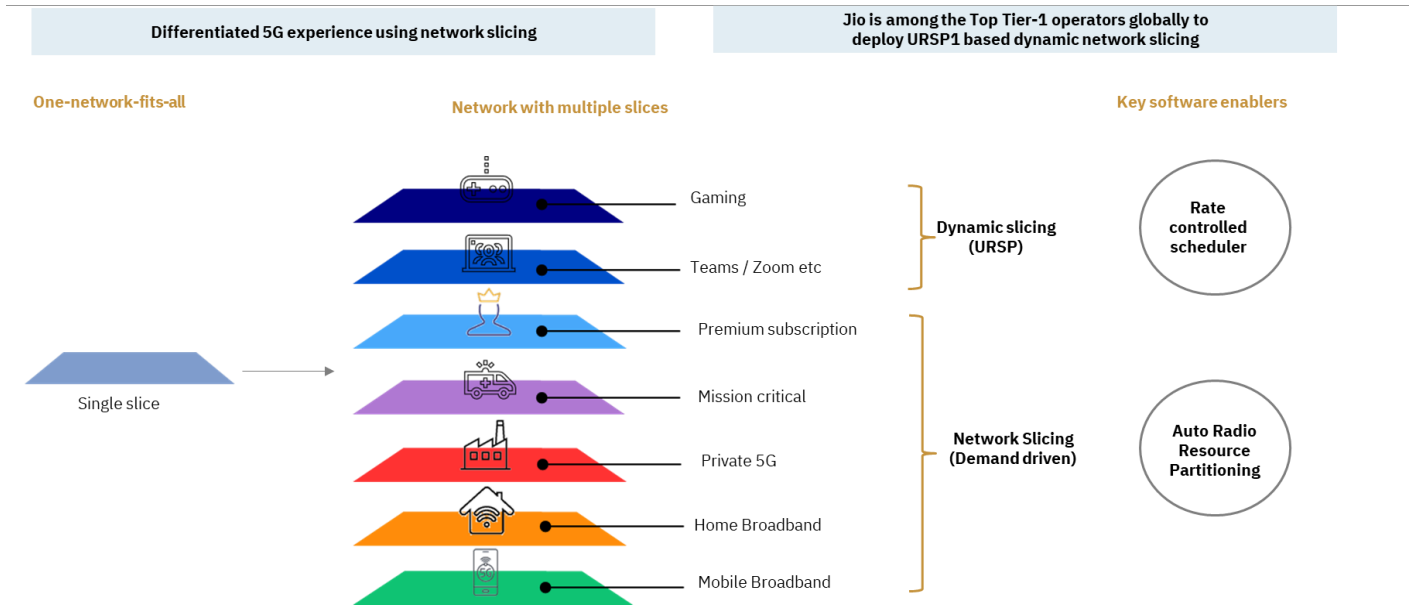 Differentiated 5G experience using network slicing
Jio is among the Top Tier-1 operators globally to
deploy URSP1 based dynamic network slicing
One-network-fits-all
Network with multiple slices
Key software enablers
Single slice
Gaming
Teams / Zoom etc
Premium subscription
Mission critical
Private 5G
Home Broadband
5G
Mobile Broadband
Dynamic slicing
(URSP)
Network Slicing
(Demand driven)
Rate
controlled
scheduler
Auto Radio
Resource
Partitioning